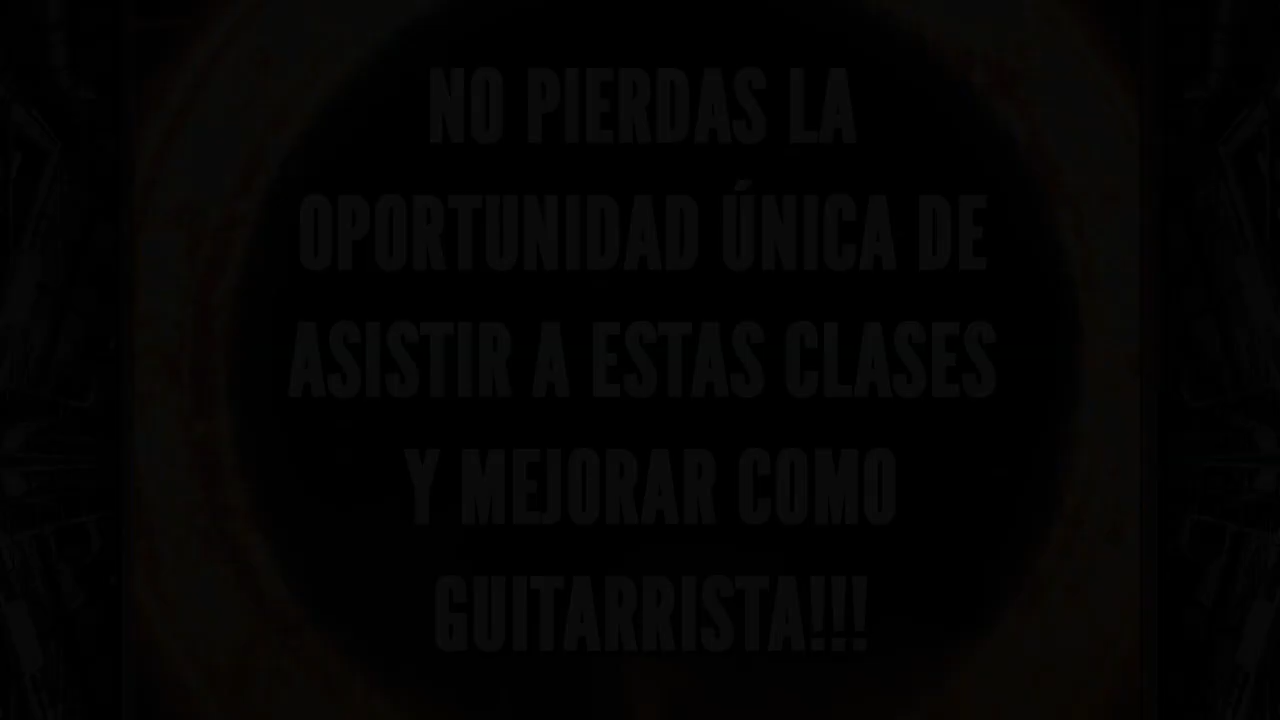 NO PIERDAS LA
OPORTUNIDAD ÚNICA DE
ASISTIR A ESTAS CLASES
Y MEJORAR COMO
GUITARRISTA!!!